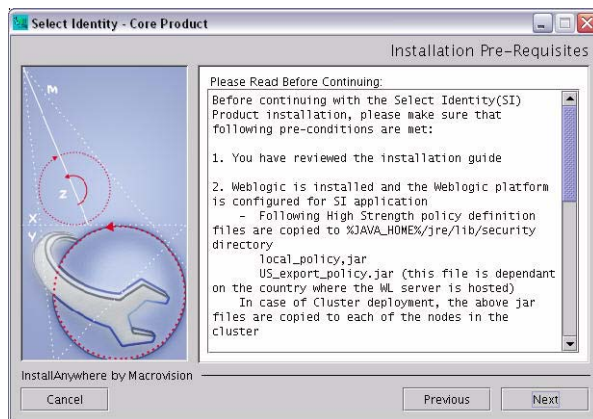 Select Identity - Core Product
Installation Pre-Requisites
Please Read Before Continuing:
Before continuing with the Select Identity(SI)
Product installation, please make sure that
following pre-conditions are met:
1. You have reviewed the installation guide
2. Weblogic is installed and the Weblogic platform
is configured for SI application
- Following High Strength policy definition
files are copied to %JAVA_HOME%/jre/lib/security
directory
local_policy,jar
US_export_policy.jar (this file is dependant
on the country where the WL server is hosted)
In case of Cluster deployment, the above jar
files are copied to each of the nodes in the
cluster
M
Z
X
Y
InstallAnywhere by Macrovision
Cancel
Previous
Next